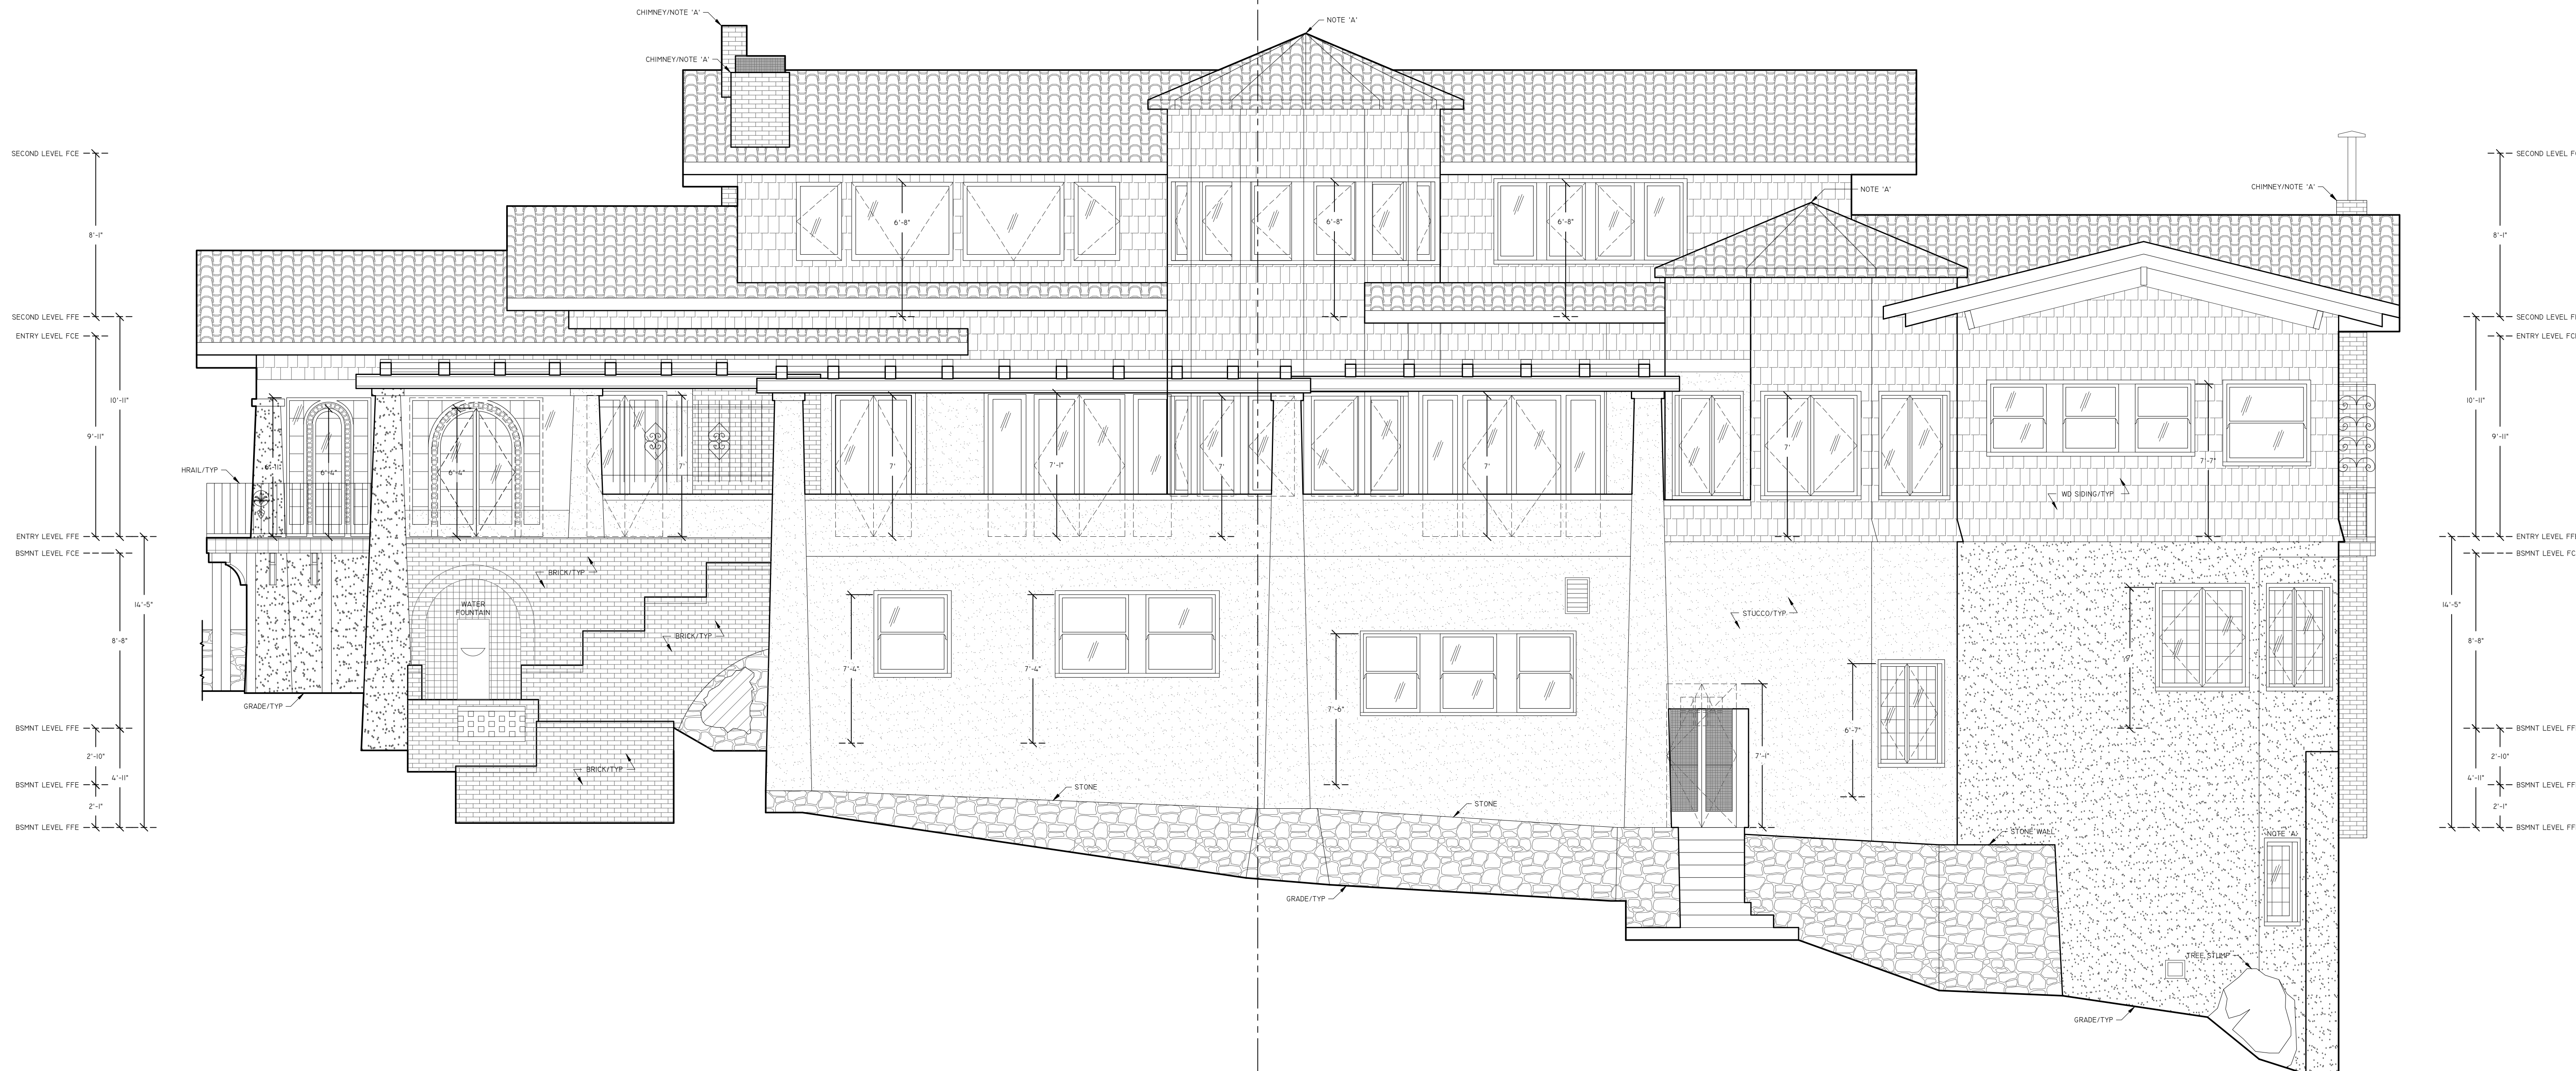 CHIMNEY/NOTE 'A'
NOTE 'A'
CHIMNEY/NOTE 'A'
SECOND LEVEL FCE
SECOND LEVEL F
NOTE 'A'
CHIMNEY/NOTE 'A'
6'-8"
6'-8"
6'-8"
8'-1"
8'-1"
SECOND LEVEL FFE
SECOND LEVEL FF
ENTRY LEVEL FCE
ENTRY LEVEL FCE
10'-11"
10'-11"
9'-11"
9'-11"
HRAIL/TYP
6'-4"
6'-4"
7'
7'
7'-1"
7'
7'
7'
7'-7"
WD SIDING/TYP
ENTRY LEVEL FFE
ENTRY LEVEL FFE
BSMNT LEVEL FCE
BSMNT LEVEL FC
BRICK/TYP
WATER
FOUNTAIN
14'-5"
14'-5"
STUCCO/TYP
BRICK/TYP
8'-8"
8'-8"
7'-4"
7'-4"
7'-6"
GRADE/TYP
BSMNT LEVEL FFE
BSMNT LEVEL FF
6'-7"
7'-1"
2'-10"
2'-10"
BRICK/TYP
4'-11"
4'-11"
BSMNT LEVEL FFE
BSMNT LEVEL FF
STONE
STONE
2'-1"
2'-1"
BSMNT LEVEL FFE
BSMNT LEVEL FF
STONE WALL
(NOTE 'A')
GRADE/TYP
TREE STUMP
GRADE/TYP